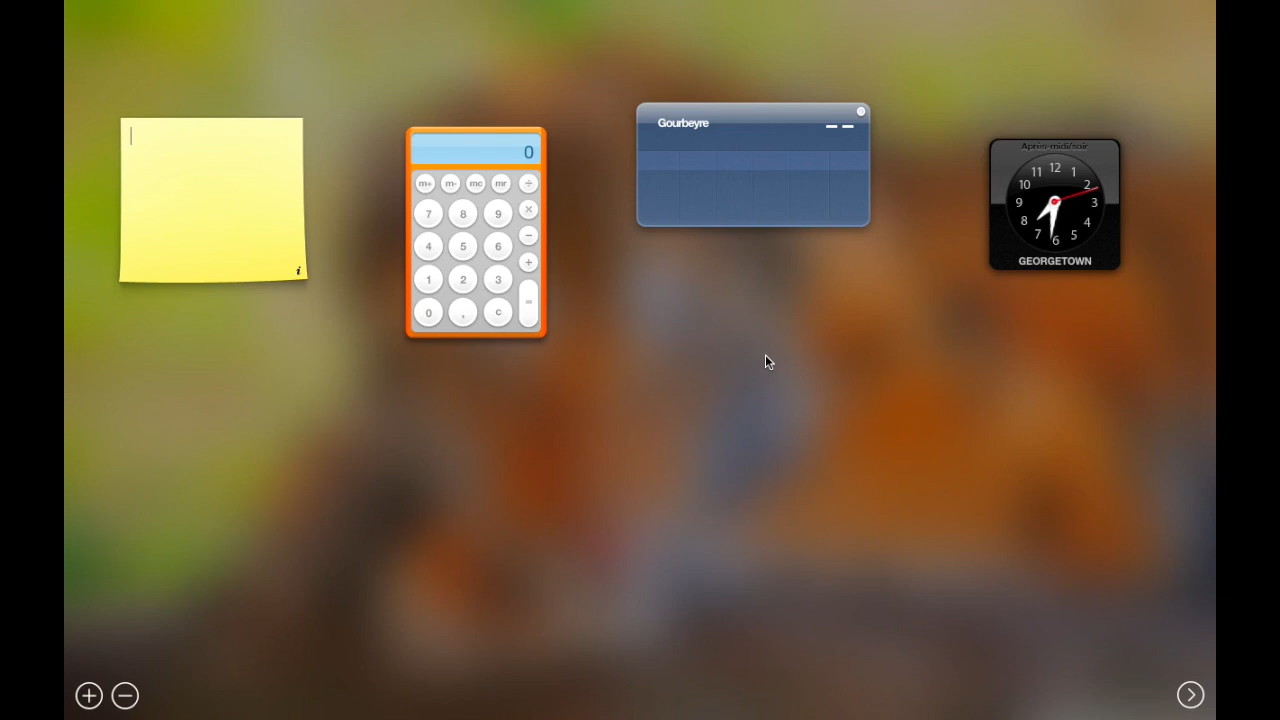 i
0
m+ m- mc mr ÷
7 8 9 ×
4 5 6 −
1 2 3 +
0 , c =
Gourbeyre
— —
Après-midi/soir
12
11 1
10 2
9 3
8 4
7 5
6
GEORGETOWN